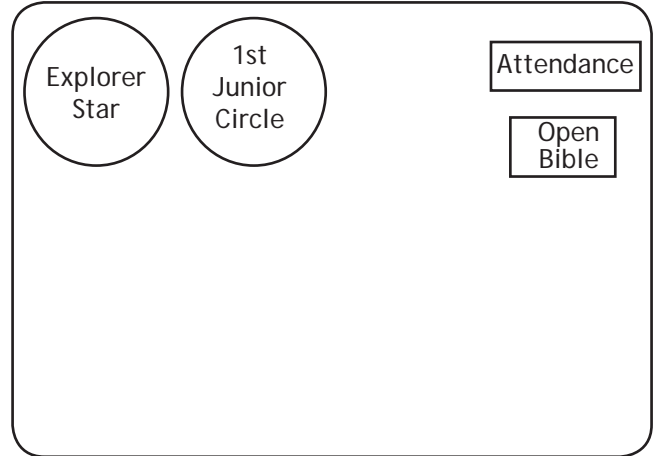 Explorer
Star
1st
Junior
Circle
Attendance
Open
Bible